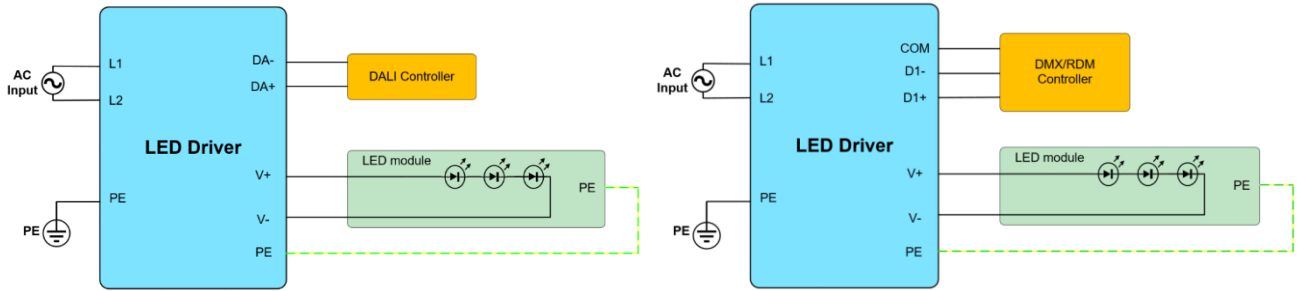 L1
DA-
AC
Input
DALI Controller
DA+
L2
LED Driver
LED module
V+
PE
PE
PE
V-
PE
COM
L1
DMX/RDM
Controller
D1-
AC
Input
L2
D1+
LED Driver
LED module
V+
PE
PE
PE
V-
PE